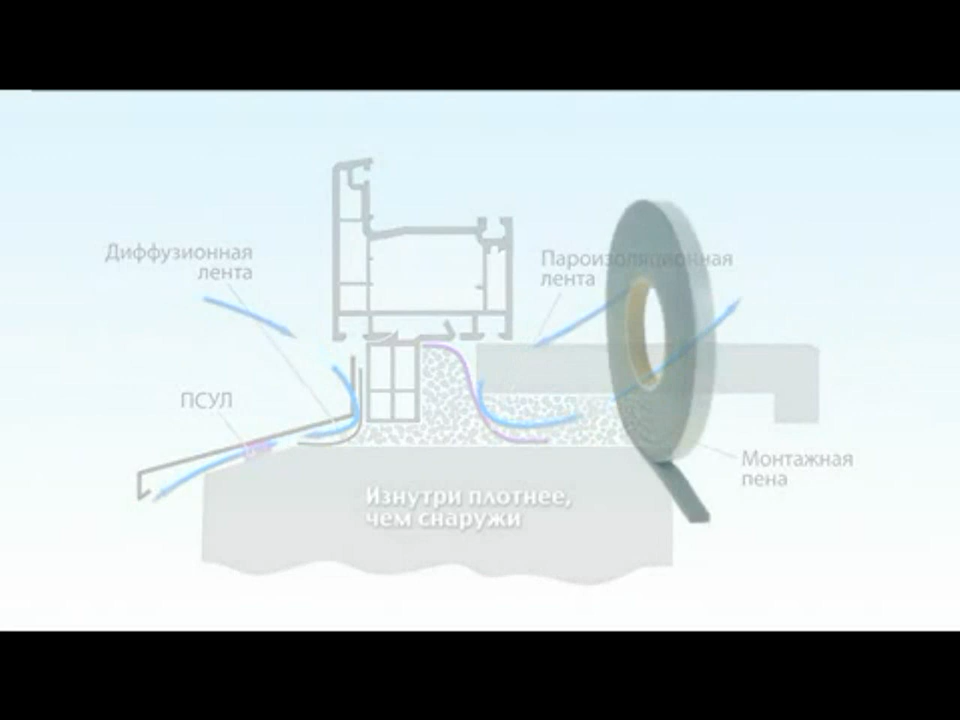 Диффузионная
лента
Пароизоляционная
лента
ПСУЛ
Монтажная
пена
Изнутри плотнее,
чем снаружи